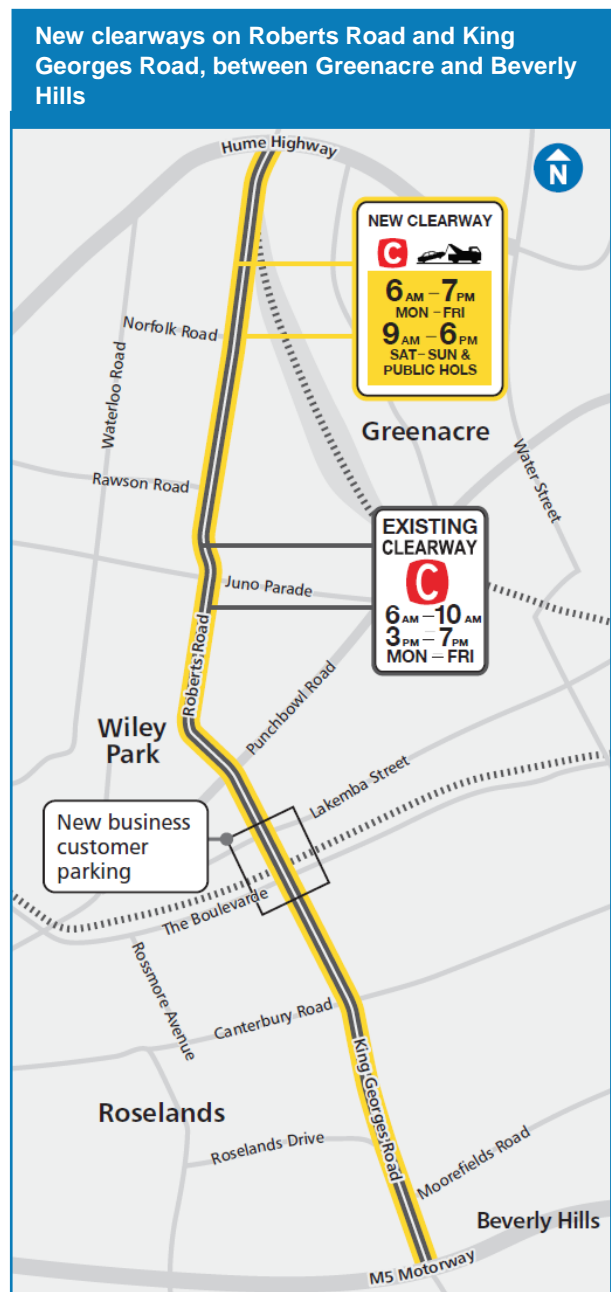 New clearways on Roberts Road and King
Georges Road, between Greenacre and Beverly
Hills
Hume Highway
N
NEW CLEARWAY
C
6AM–7PM
MON–FRI
9AM–6PM
SAT–SUN &
PUBLIC HOLS
Norfolk Road
Waterloo Road
Greenacre
Water Street
Rawson Road
EXISTING
CLEARWAY
C
6AM–10AM
3PM–7PM
MON–FRI
Juno Parade
Roberts Road
Punchbowl Road
Wiley
Park
Lakemba Street
New business
customer
parking
The Boulevarde
Rossmore Avenue
Canterbury Road
King Georges Road
Roselands
Roselands Drive
Moorefields Road
Beverly Hills
M5 Motorway